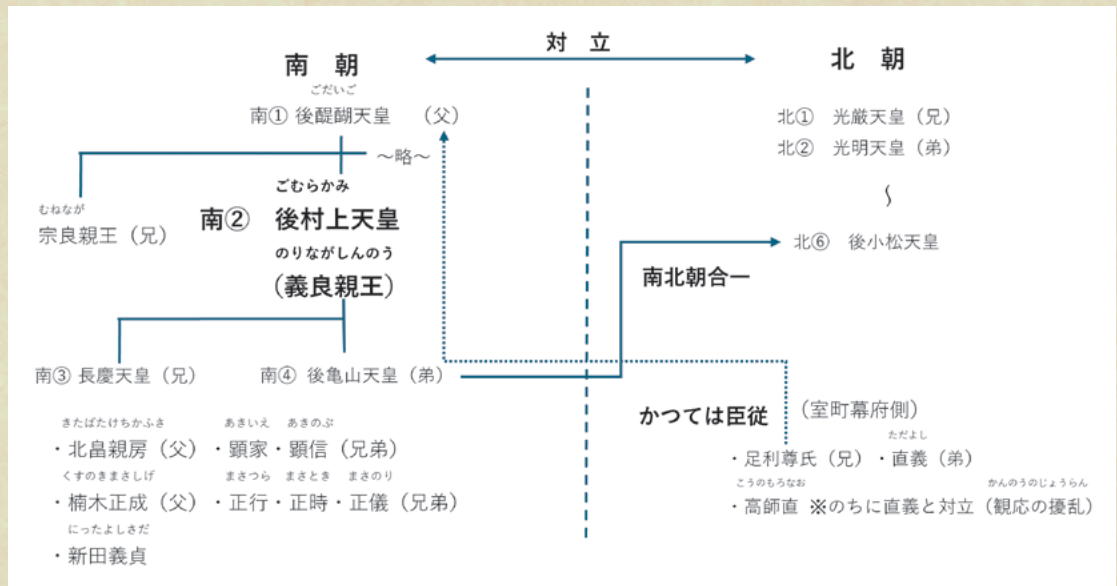 対 立
南 朝
北 朝
ごだいご
南① 後醍醐天皇 （父）
～略～
北① 光厳天皇（兄）
北② 光明天皇（弟）
～
北⑥ 後小松天皇
むねなが
宗良親王（兄）
ごむらかみ
南② 後村上天皇
のりながしんのう
（義良親王）
南北朝合一
南③ 長慶天皇（兄）
南④ 後亀山天皇（弟）
かつては臣従
（室町幕府側）
きたばたけちかふさ あきいえ あきのぶ
・北畠親房（父）・顕家・顕信（兄弟）
くすのきまさしげ まさつら まさとき まさのり
・楠木正成（父）・正行・正時・正儀（兄弟）
にったよしさだ
・新田義貞
ただよし
・足利尊氏（兄）・直義（弟）
こうのもろなお かんのうのじょうらん
・高師直 ※のちに直義と対立（観応の擾乱）